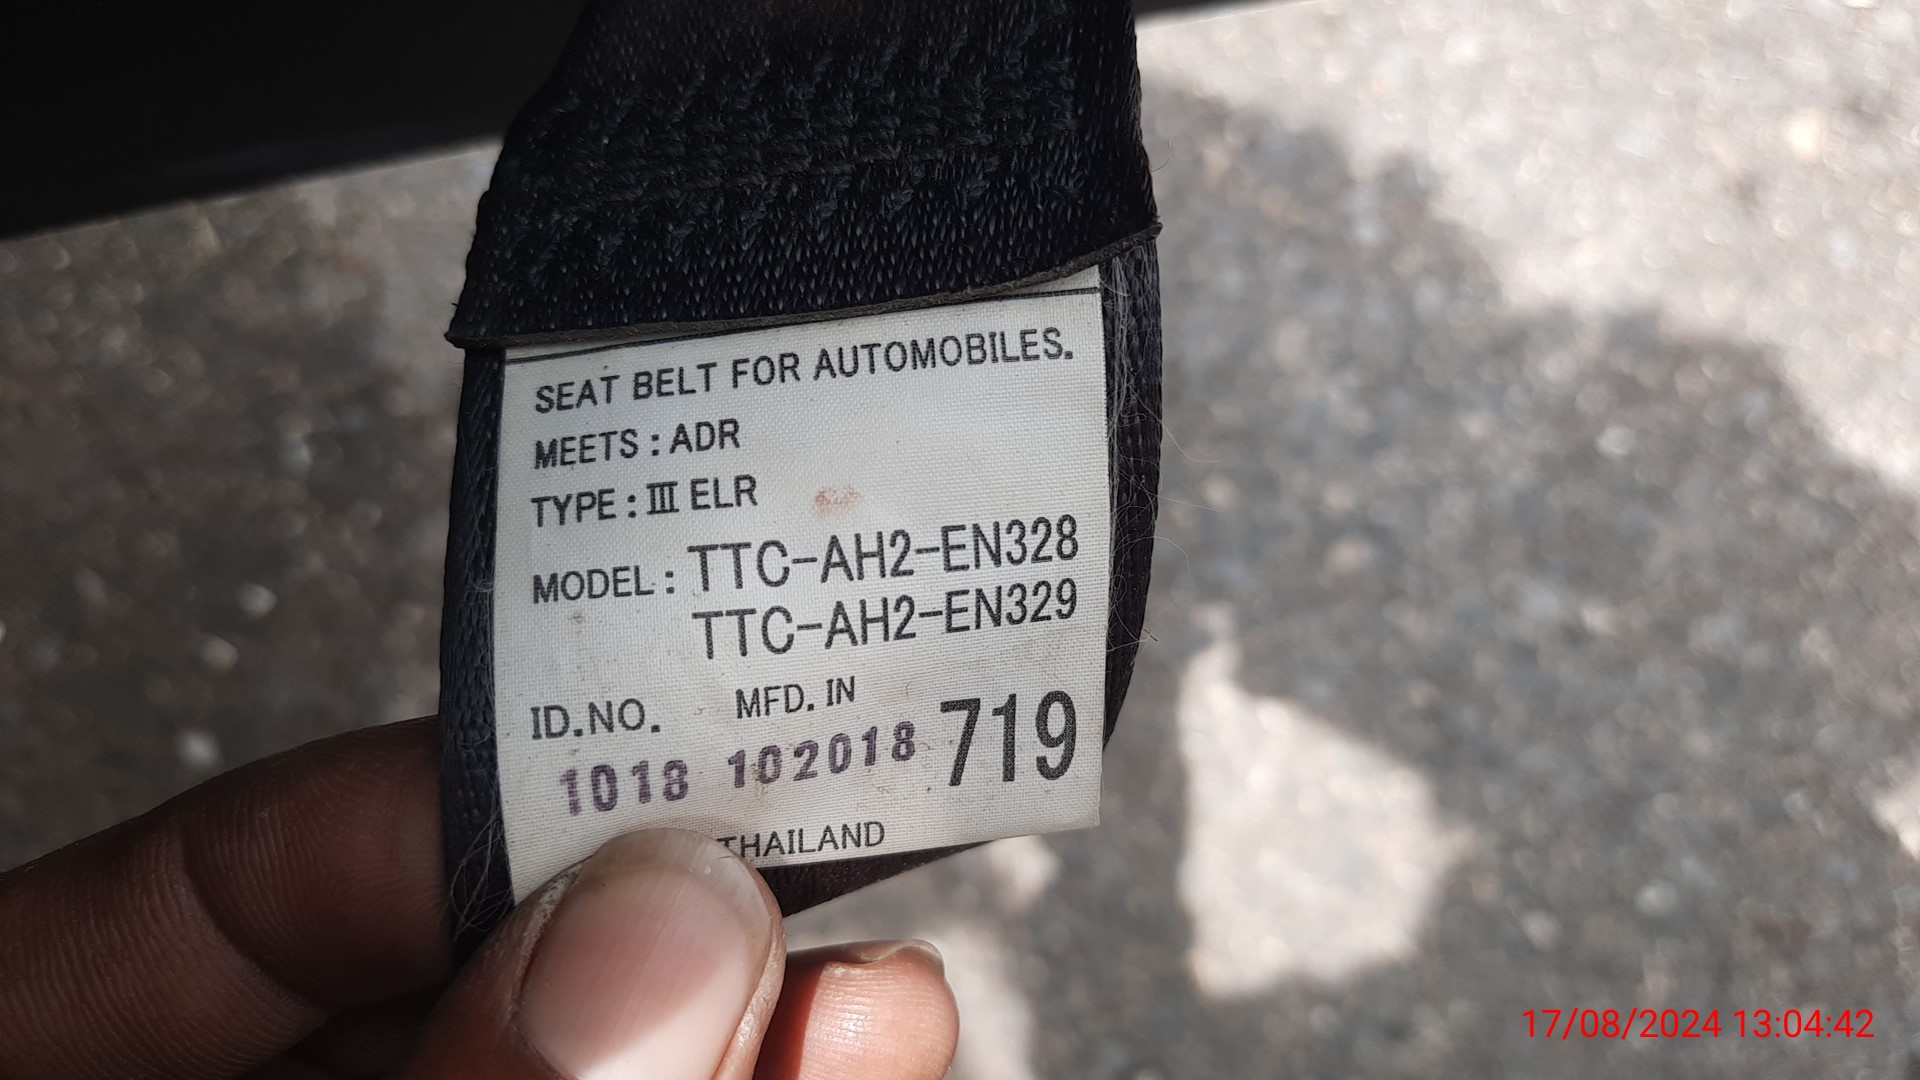 SEAT BELT FOR AUTOMOBILES.
MEETS : ADR
TYPE : III ELR
MODEL : TTC-AH2-EN328
TTC-AH2-EN329
ID.NO. MFD. IN
1018 102018 719
THAILAND
17/08/2024 13:04:42